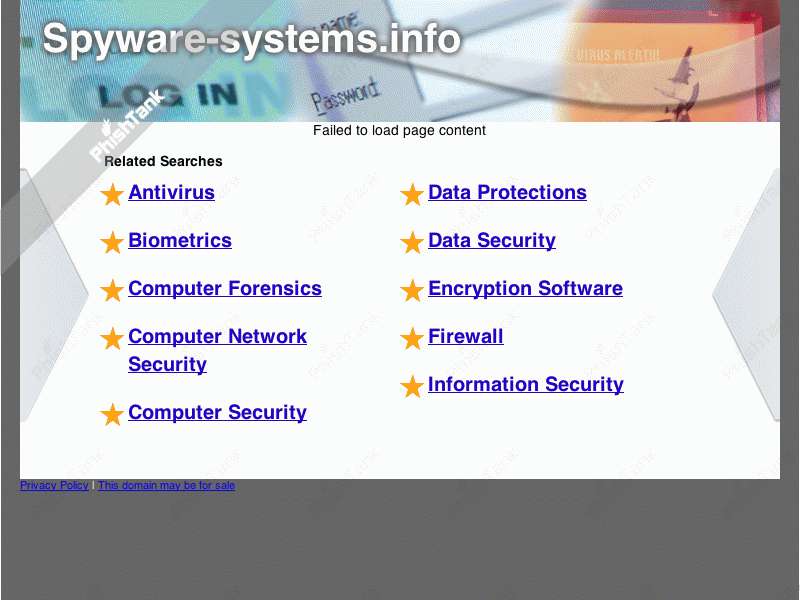 Spyware-systems.info
name
VIRUS ALERT!
LOG IN
Password
PhishTank
Failed to load page content
Related Searches
Antivirus
Biometrics
Computer Forensics
Computer Network
Security
Computer Security
Data Protections
Data Security
Encryption Software
Firewall
Information Security
Privacy Policy | This domain may be for sale